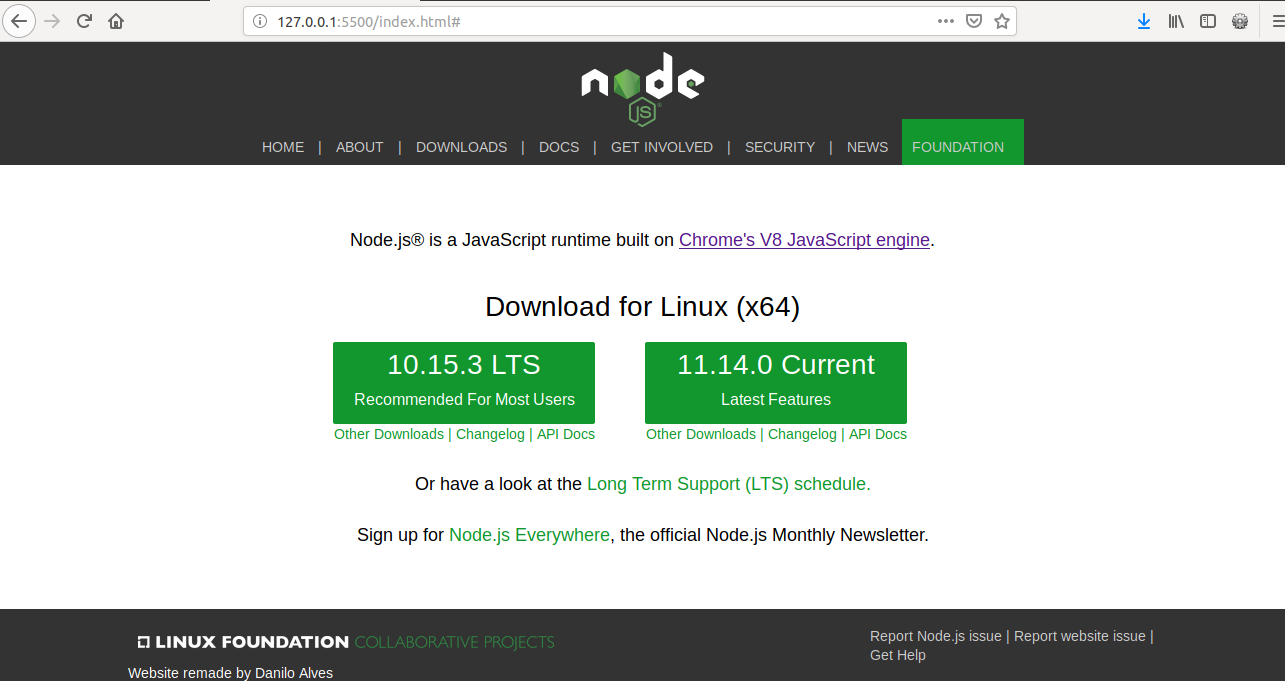 127.0.0.1:5500/index.html#
node
JS
HOME | ABOUT | DOWNLOADS | DOCS | GET INVOLVED | SECURITY | NEWS FOUNDATION
Node.js® is a JavaScript runtime built on Chrome's V8 JavaScript engine.
Download for Linux (x64)
10.15.3 LTS
Recommended For Most Users
Other Downloads | Changelog | API Docs
11.14.0 Current
Latest Features
Other Downloads | Changelog | API Docs
Or have a look at the Long Term Support (LTS) schedule.
Sign up for Node.js Everywhere, the official Node.js Monthly Newsletter.
LINUX FOUNDATION COLLABORATIVE PROJECTS
Website remade by Danilo Alves
Report Node.js issue | Report website issue |
Get Help